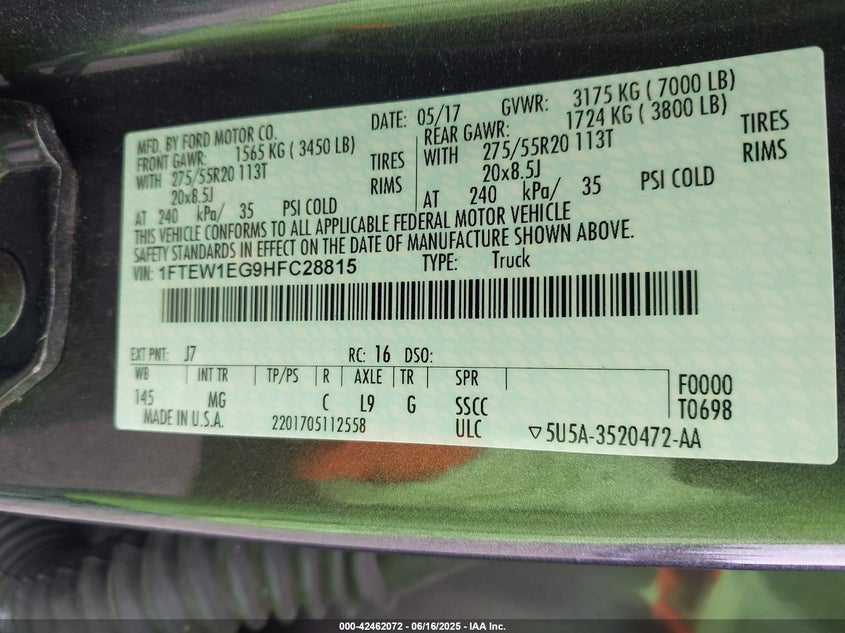 MFD. BY FORD MOTOR CO. DATE: 05/17 GVWR: 3175 KG ( 7000 LB)
FRONT GAWR: 1565 KG ( 3450 LB) REAR GAWR: 1724 KG ( 3800 LB)
WITH 275/55R20 113T TIRES WITH 275/55R20 113T TIRES
20x8.5J RIMS 20x8.5J RIMS
AT 240 kPa/ 35 PSI COLD AT 240 kPa/ 35 PSI COLD
THIS VEHICLE CONFORMS TO ALL APPLICABLE FEDERAL MOTOR VEHICLE
SAFETY STANDARDS IN EFFECT ON THE DATE OF MANUFACTURE SHOWN ABOVE.
VIN: 1FTEW1EG9HFC28815 TYPE: Truck
EXT PNT: J7 RC: 16 DSO:
WB INT TR TP/PS R AXLE TR SPR F0000
145 MG C L9 G SSCC T0698
MADE IN U.S.A. 2201705112558 ULC ▽5U5A-3520472-AA
000-42462072 - 06/16/2025 - IAA Inc.